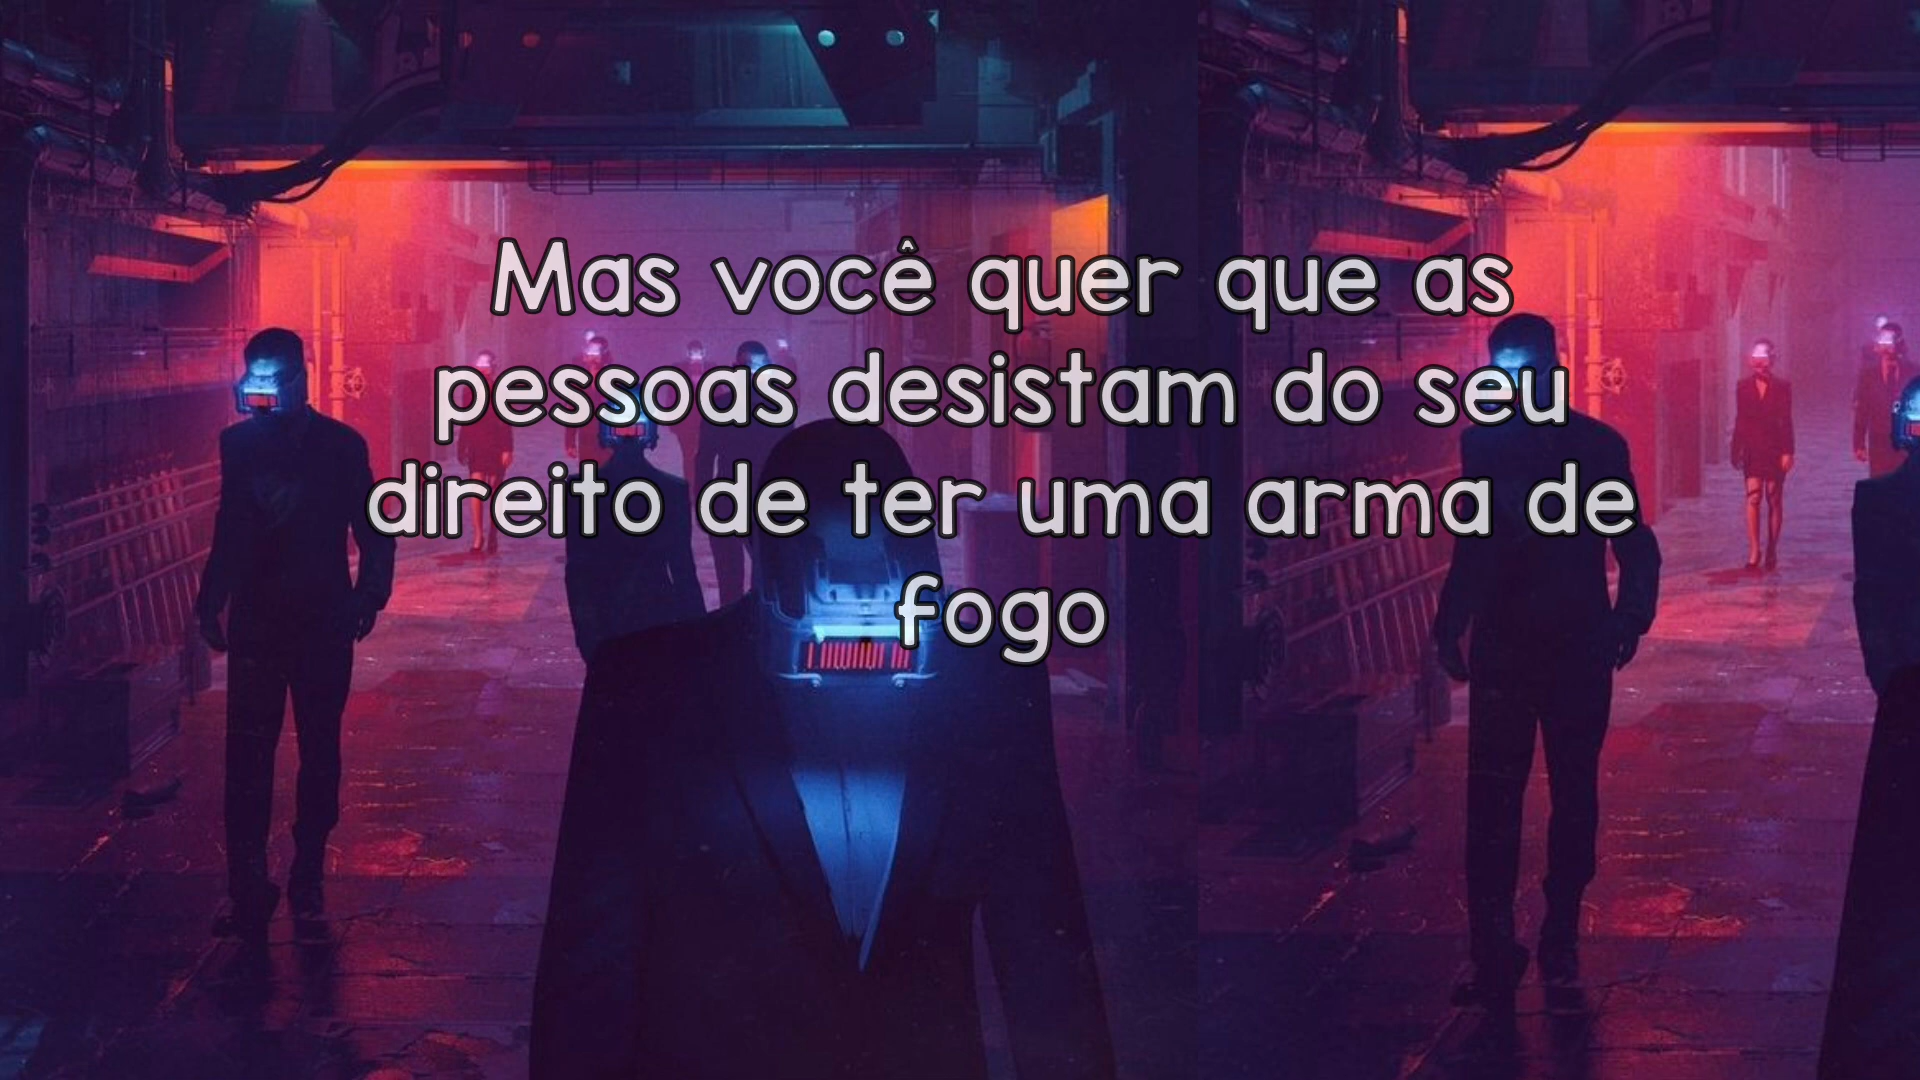 Mas você quer que as
pessoas desistam do seu
direito de ter uma arma de
fogo